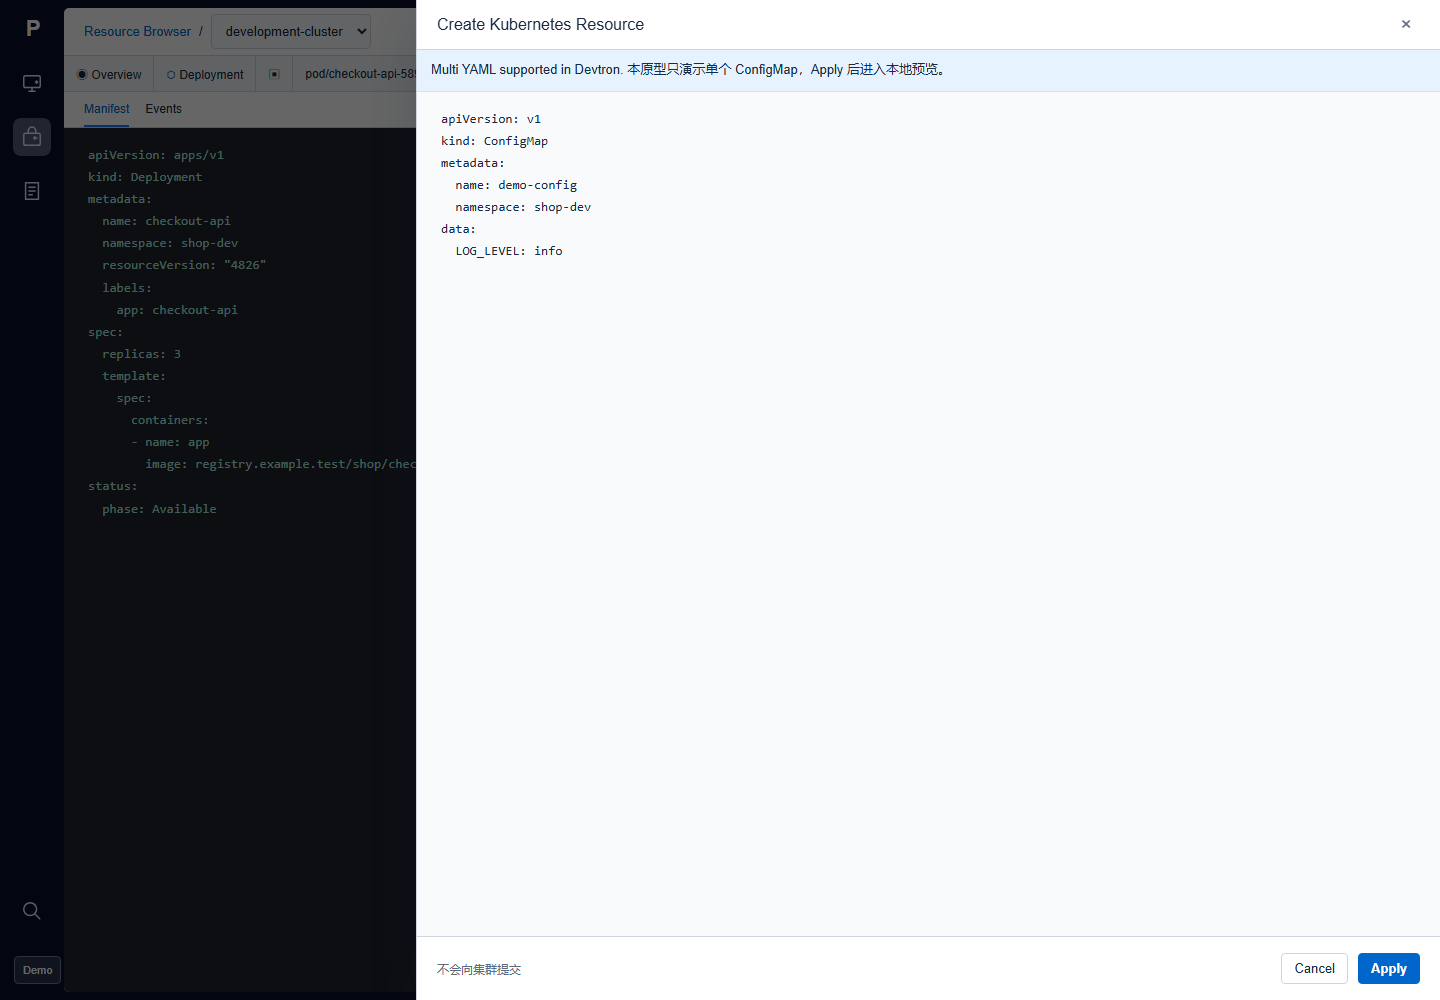 P
Resource Browser / development-cluster
Overview
Deployment
pod/checkout-api-585
Manifest Events
apiVersion: apps/v1
kind: Deployment
metadata:
  name: checkout-api
  namespace: shop-dev
  resourceVersion: "4826"
  labels:
    app: checkout-api
spec:
  replicas: 3
  template:
    spec:
      containers:
      - name: app
        image: registry.example.test/shop/chec
status:
  phase: Available
Demo
Create Kubernetes Resource
×
Multi YAML supported in Devtron. 本原型只演示单个 ConfigMap，Apply 后进入本地预览。
apiVersion: v1
kind: ConfigMap
metadata:
  name: demo-config
  namespace: shop-dev
data:
  LOG_LEVEL: info
不会向集群提交
Cancel
Apply